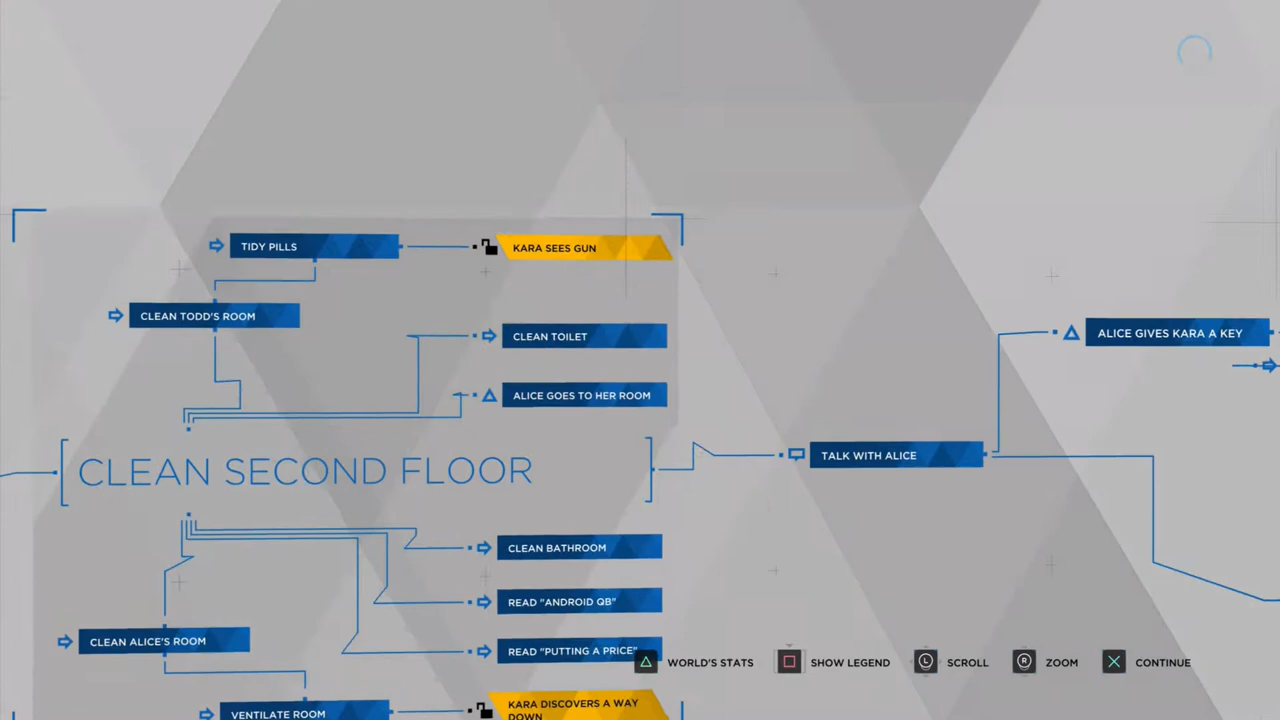 TIDY PILLS
KARA SEES GUN
CLEAN TODD'S ROOM
CLEAN TOILET
ALICE GIVES KARA A KEY
ALICE GOES TO HER ROOM
TALK WITH ALICE
CLEAN SECOND FLOOR
CLEAN BATHROOM
READ "ANDROID QB"
CLEAN ALICE'S ROOM
READ "PUTTING A PRICE"
WORLD'S STATS
SHOW LEGEND
L
SCROLL
R
ZOOM
CONTINUE
VENTILATE ROOM
KARA DISCOVERS A WAY
DOWN